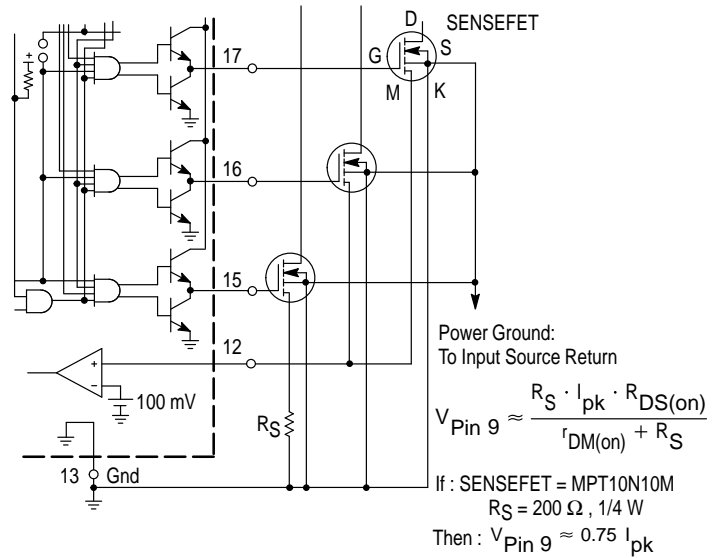 D
SENSEFET
G
S
M
K
17
16
15
12
+
+
−
100 mV
13
Gnd
RS
Power Ground:
To Input Source Return
VPin 9 ≈ RS · Ipk · RDS(on)
rDM(on) + RS
If : SENSEFET = MPT10N10M
RS = 200 Ω , 1/4 W
Then : VPin 9 ≈ 0.75 Ipk